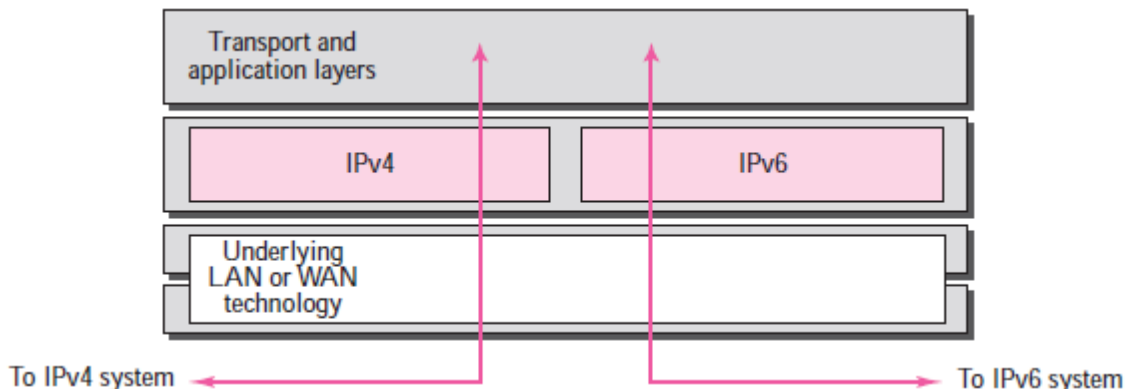 Transport and
application layers
IPv4
IPv6
Underlying
LAN or WAN
technology
To IPv4 system
To IPv6 system